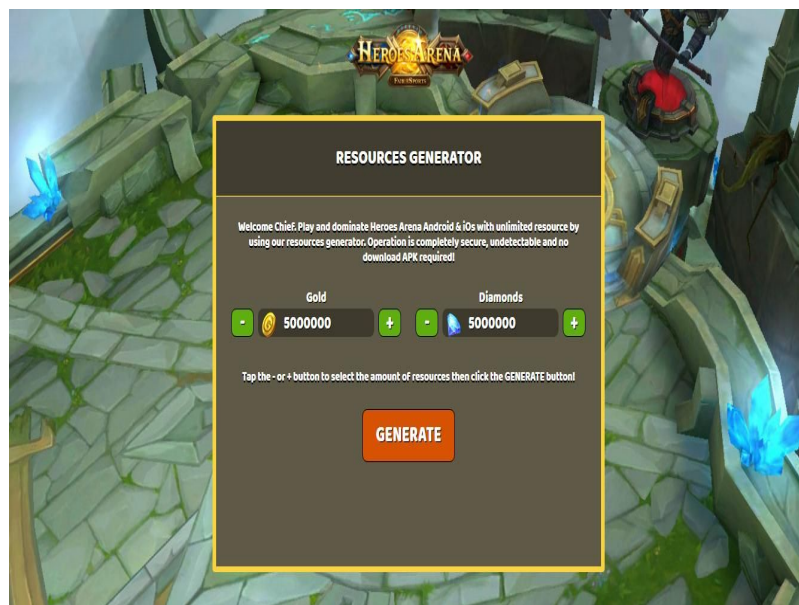 HEROES ARENA
FAIR ESPORTS
RESOURCES GENERATOR
Welcome Chief. Play and dominate Heroes Arena Android & iOs with unlimited resource by
using our resources generator. Operation is completely secure, undetectable and no
download APK required!
Gold Diamonds
- 5000000 + - 5000000 +
Tap the - or + button to select the amount of resources then click the GENERATE button!
GENERATE